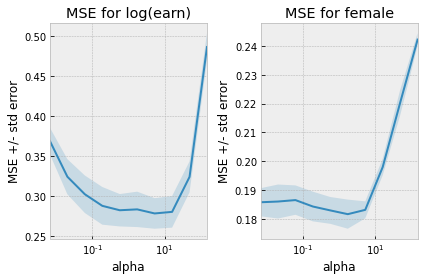 MSE for log(earn)
MSE +/- std error
0.50
0.45
0.40
0.35
0.30
0.25
10⁻¹
10¹
alpha
MSE for female
MSE +/- std error
0.24
0.23
0.22
0.21
0.20
0.19
0.18
10⁻¹
10¹
alpha